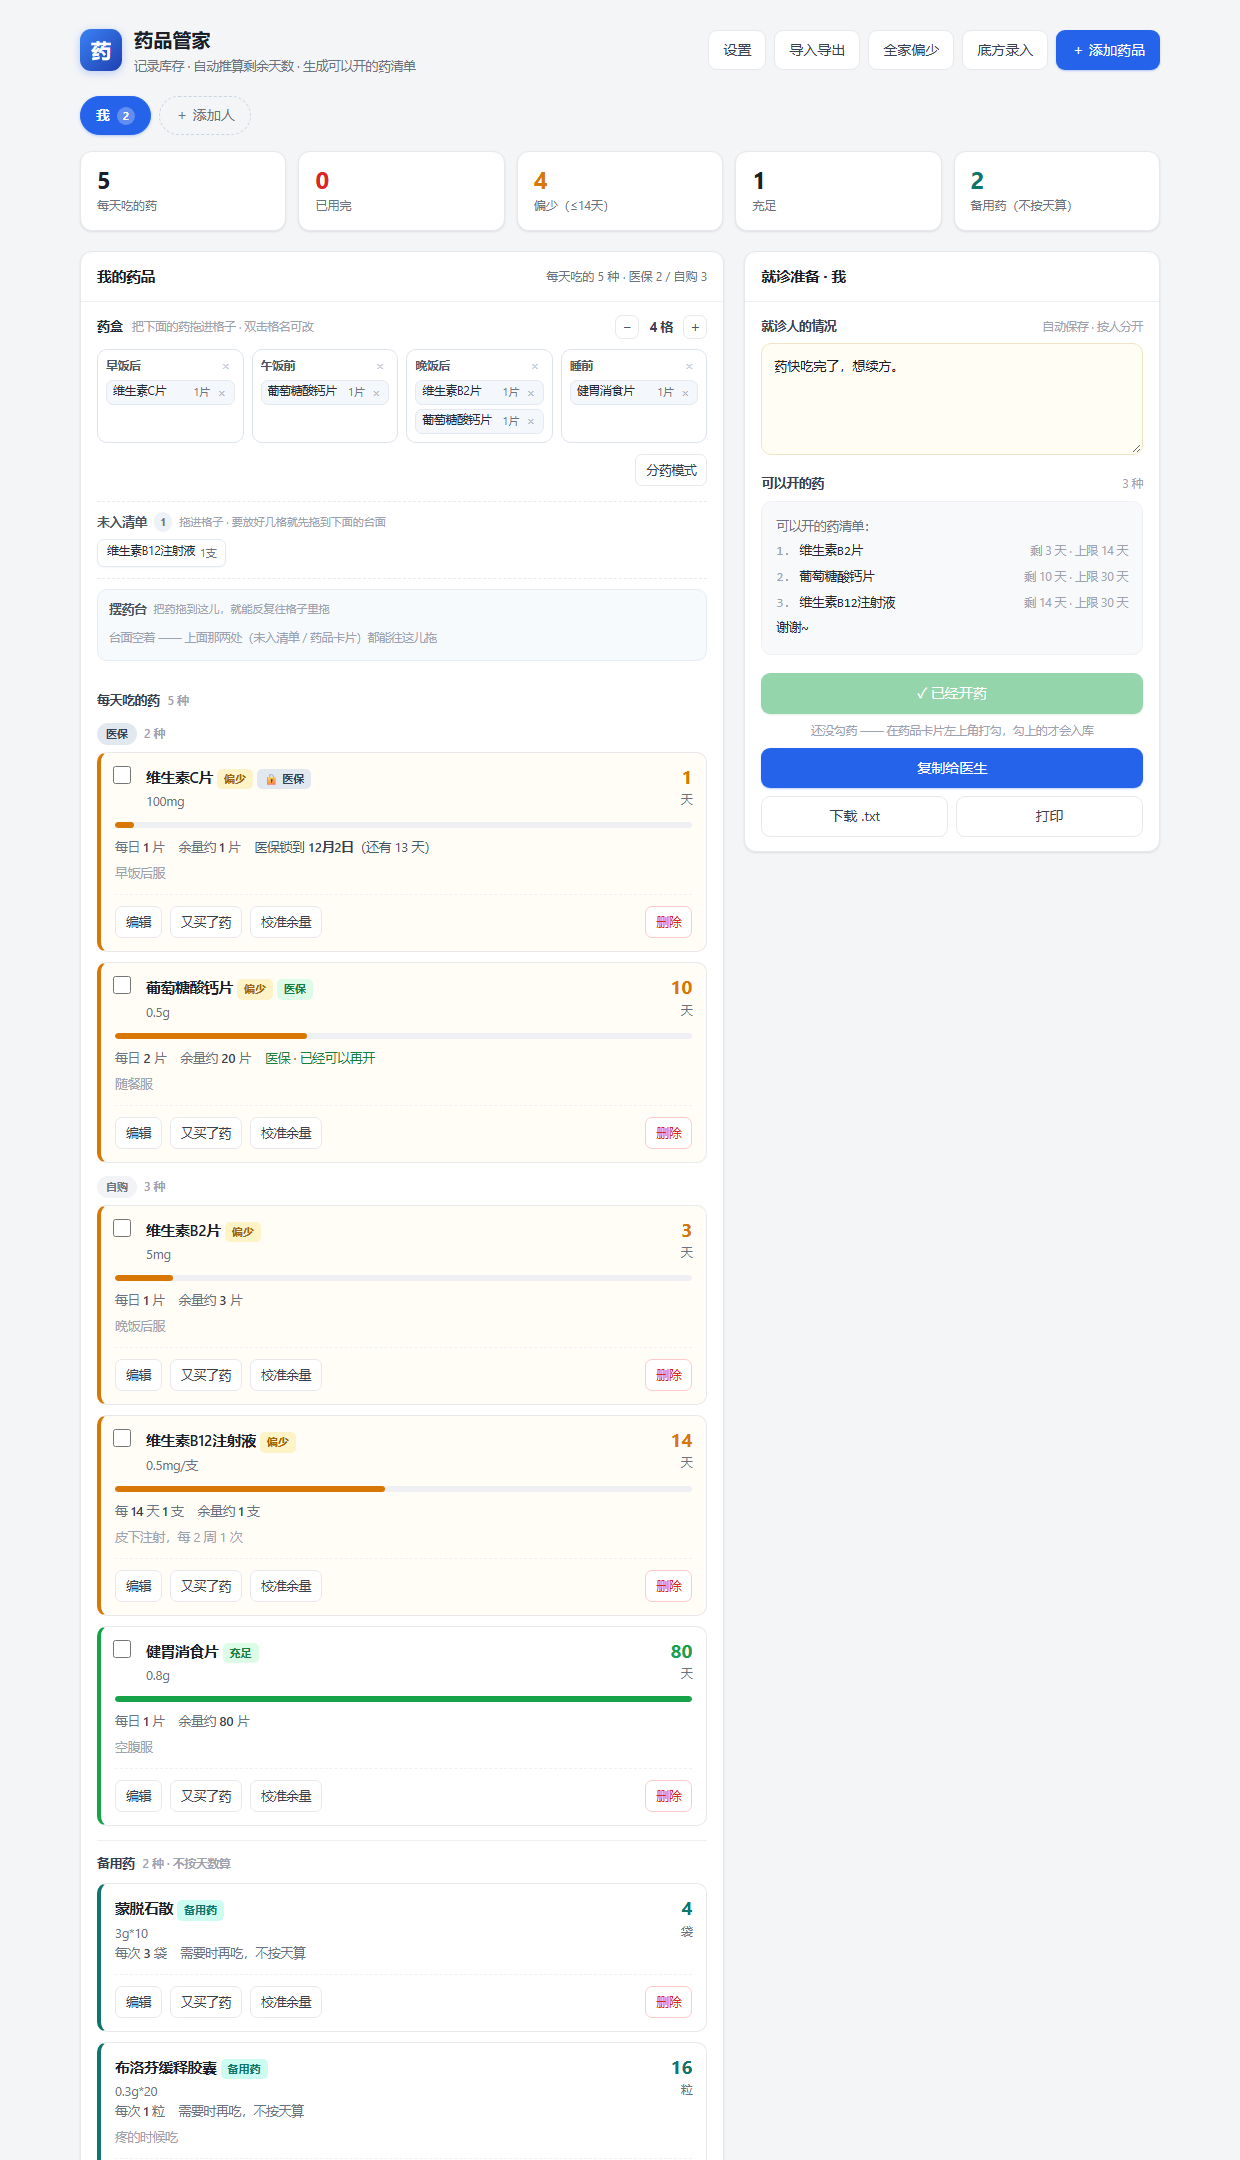 药
药品管家
记录库存 · 自动推算剩余天数 · 生成可以开的药清单
设置
导入导出
全家偏少
底方录入
+ 添加药品
我 2
+ 添加人
5
每天吃的药
0
已用完
4
偏少（≤14天）
1
充足
2
备用药（不按天算）
我的药品
每天吃的 5 种 · 医保 2 / 自购 3
药盒 把下面的药拖进格子 · 双击格名可改
− 4 格 +
早饭后 ×
维生素C片 1片 ×
午饭前 ×
葡萄糖酸钙片 1片 ×
晚饭后 ×
维生素B2片 1片 ×
葡萄糖酸钙片 1片 ×
睡前 ×
健胃消食片 1片 ×
分药模式
未入清单 1 拖进格子 · 要放好几格就先拖到下面的台面
维生素B12注射液 1支
摆药台 把药拖到这儿，就能反复往格子里拖
台面空着 —— 上面那两处（未入清单 / 药品卡片）都能往这儿拖
每天吃的药 5 种
医保 2 种
维生素C片 偏少 🔒 医保
100mg
1
天
每日 1 片 余量约 1 片 医保锁到 12月2日（还有 13 天）
早饭后服
编辑 又买了药 校准余量 删除
葡萄糖酸钙片 偏少 医保
0.5g
10
天
每日 2 片 余量约 20 片 医保 · 已经可以再开
随餐服
编辑 又买了药 校准余量 删除
自购 3 种
维生素B2片 偏少
5mg
3
天
每日 1 片 余量约 3 片
晚饭后服
编辑 又买了药 校准余量 删除
维生素B12注射液 偏少
0.5mg/支
14
天
每 14 天 1 支 余量约 1 支
皮下注射，每 2 周 1 次
编辑 又买了药 校准余量 删除
健胃消食片 充足
0.8g
80
天
每日 1 片 余量约 80 片
空腹服
编辑 又买了药 校准余量 删除
备用药 2 种 · 不按天数算
蒙脱石散 备用药
3g*10
4
袋
每次 3 袋 需要时再吃，不按天算
编辑 又买了药 校准余量 删除
布洛芬缓释胶囊 备用药
0.3g*20
16
粒
每次 1 粒 需要时再吃，不按天算
疼的时候吃
就诊准备 · 我
就诊人的情况 自动保存 · 按人分开
药快吃完了，想续方。
可以开的药 3 种
可以开的药清单：
1. 维生素B2片 剩 3 天 · 上限 14 天
2. 葡萄糖酸钙片 剩 10 天 · 上限 30 天
3. 维生素B12注射液 剩 14 天 · 上限 30 天
谢谢~
✓ 已经开药
还没勾药 —— 在药品卡片左上角打勾，勾上的才会入库
复制给医生
下载 .txt
打印